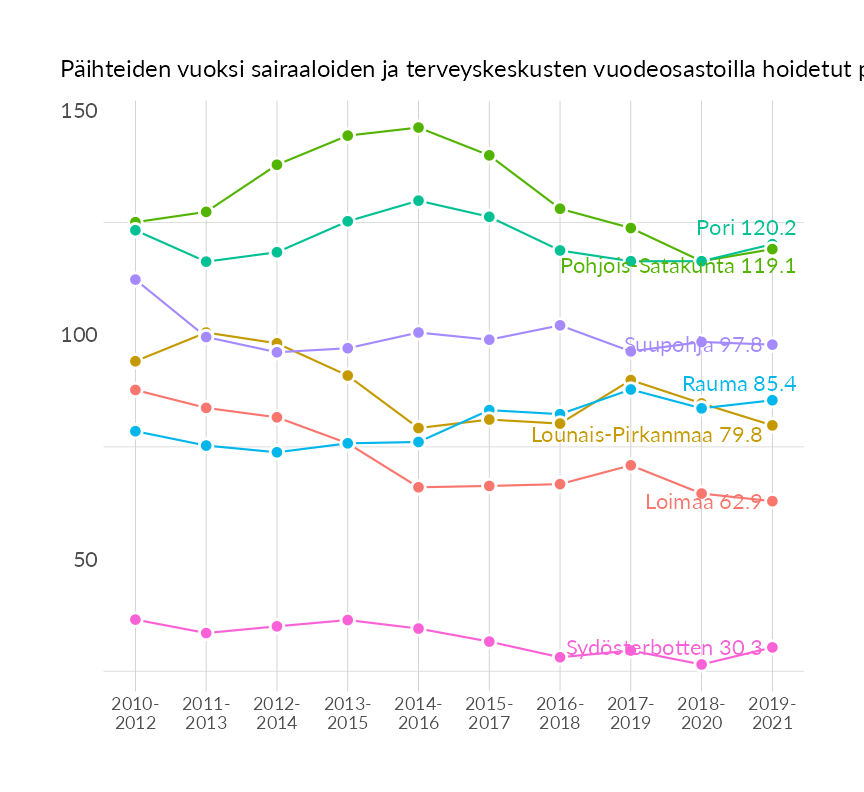 Päihteiden vuoksi sairaaloiden ja terveyskeskusten vuodeosastoilla hoidetut
150
Pori 120.2
Pohjois-Satakunta 119.1
100
Suupohja 97.8
Rauma 85.4
Lounais-Pirkanmaa 79.8
Loimaa 62.9
50
Sydösterbotten 30.3
2010- 2011- 2012- 2013- 2014- 2015- 2016- 2017- 2018- 2019-
2012 2013 2014 2015 2016 2017 2018 2019 2020 2021